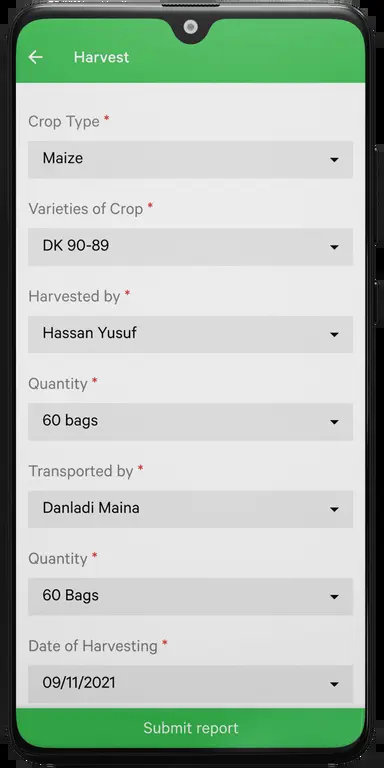 Harvest
Crop Type *
Maize
Varieties of Crop *
DK 90-89
Harvested by *
Hassan Yusuf
Quantity *
60 bags
Transported by *
Danladi Maina
Quantity *
60 Bags
Date of Harvesting *
09/11/2021
Submit report